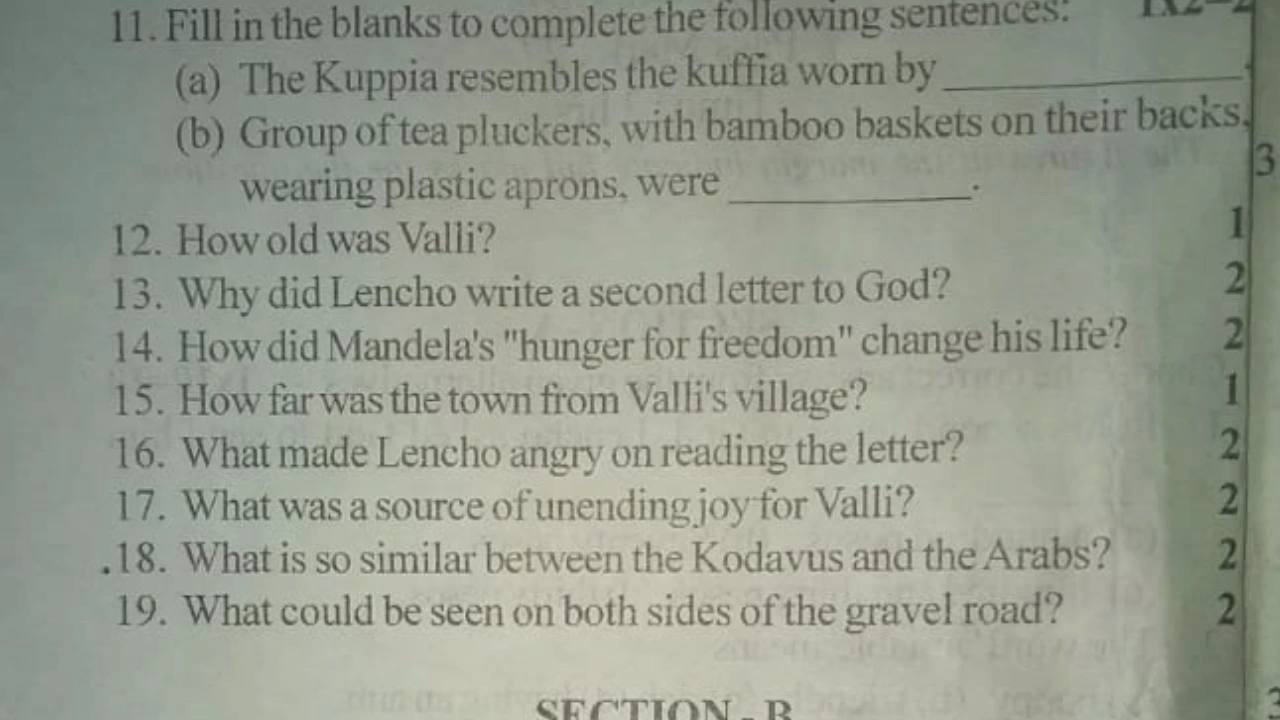 11. Fill in the blanks to complete the following sentences: 1x2=2
(a) The Kuppia resembles the kuffia worn by ____________.
(b) Group of tea pluckers, with bamboo baskets on their backs,
wearing plastic aprons, were ____________. 3
12. How old was Valli? 1
13. Why did Lencho write a second letter to God? 2
14. How did Mandela's "hunger for freedom" change his life? 2
15. How far was the town from Valli's village? 1
16. What made Lencho angry on reading the letter? 2
17. What was a source of unending joy for Valli? 2
.18. What is so similar between the Kodavus and the Arabs? 2
19. What could be seen on both sides of the gravel road? 2
SECTION - B 3